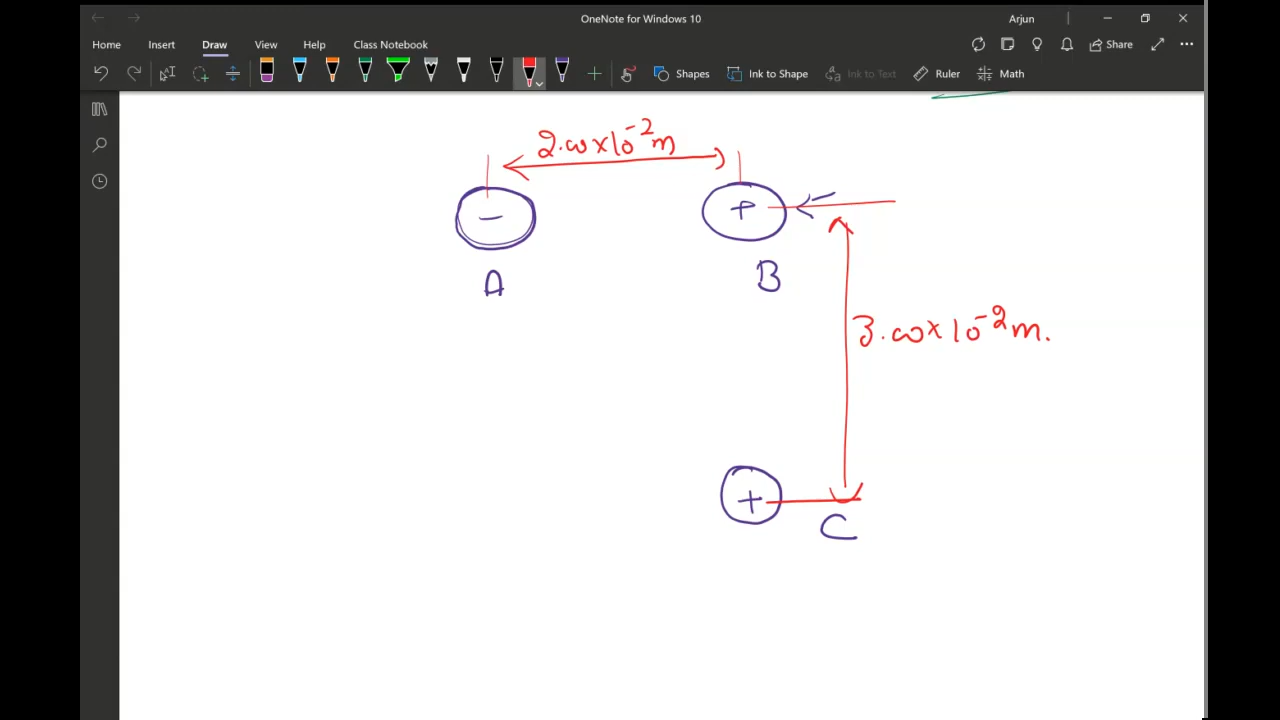 OneNote for Windows 10
Arjun
Home Insert Draw View Help Class Notebook
Share
Shapes
Ink to Shape
Ink to Text
Ruler
Math
2.00×10⁻²m
−
+
A
B
3.00×10⁻²m.
+
C